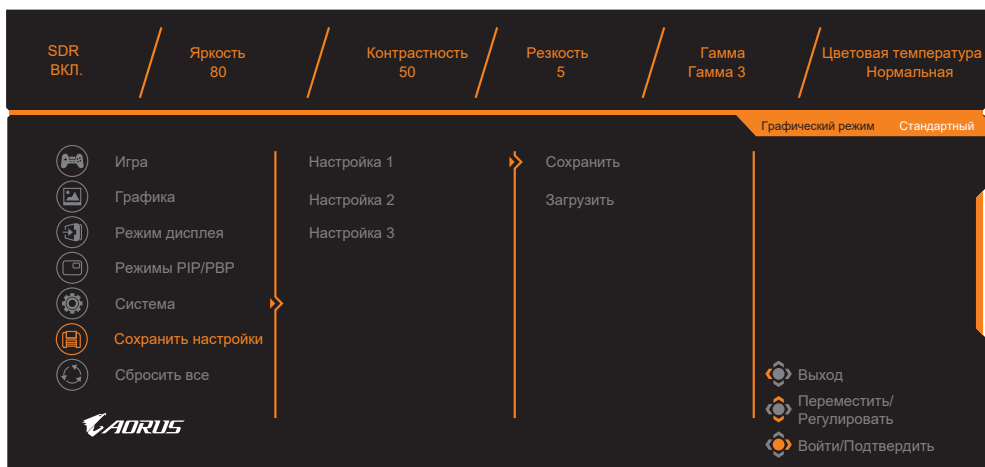 SDR
ВКЛ.
Яркость
80
Контрастность
50
Резкость
5
Гамма
Гамма 3
Цветовая температура
Нормальная
Графический режим Стандартный
Игра
Графика
Режим дисплея
Режимы PIP/PBP
Система
Сохранить настройки
Сбросить все
Настройка 1
Настройка 2
Настройка 3
Сохранить
Загрузить
Выход
Переместить/
Регулировать
Войти/Подтвердить
AORUS